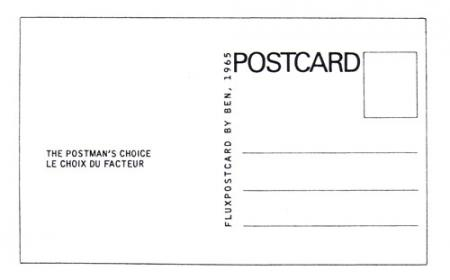 THE POSTMAN'S CHOICE
LE CHOIX DU FACTEUR
FLUXPOSTCARD BY BEN, 1965
POSTCARD